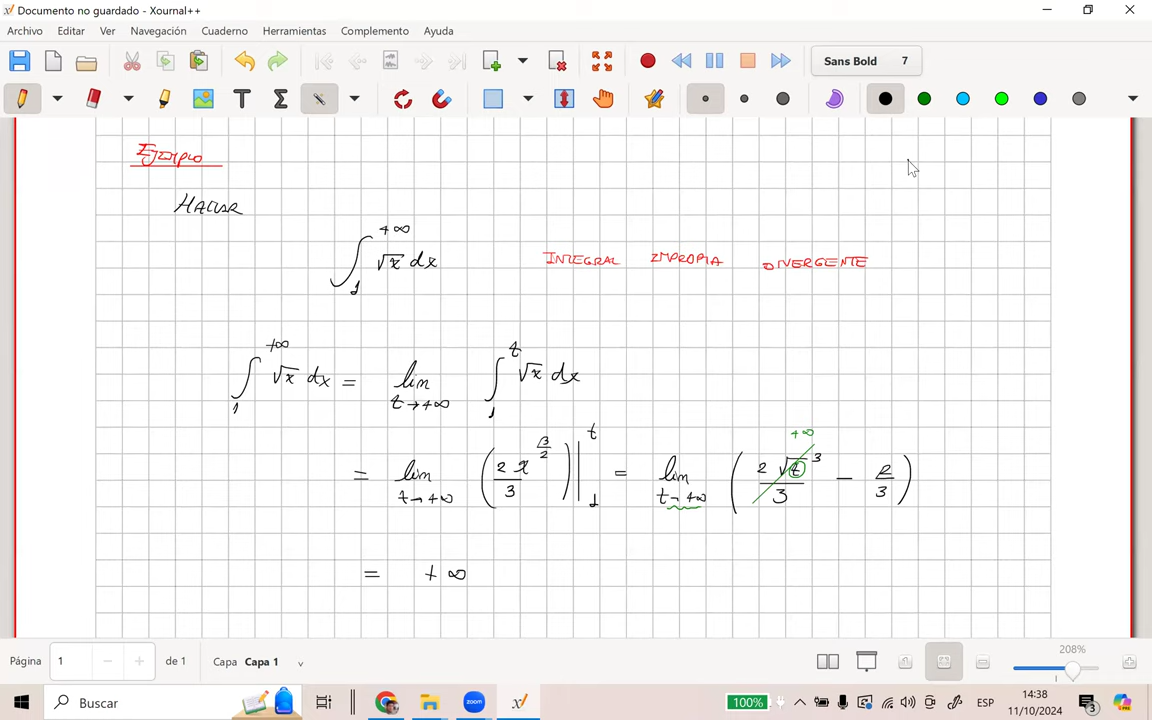 Documento no guardado - Xournal++
Archivo Editar Ver Navegación Cuaderno Herramientas Complemento Ayuda
Sans Bold 7
Ejemplo
HALLAR
∫₁^{+∞} √x dx INTEGRAL IMPROPIA DIVERGENTE
∫₁^{+∞} √x dx = lim_{t→+∞} ∫₁^t √x dx
= lim_{t→+∞} (2x^{3/2}/3)|₁^t = lim_{t→+∞} (2√t³/3 − 2/3) +∞
= +∞
Página 1 de 1 Capa Capa 1 208%
Buscar
zoom
100% ESP 14:38
11/10/2024 3